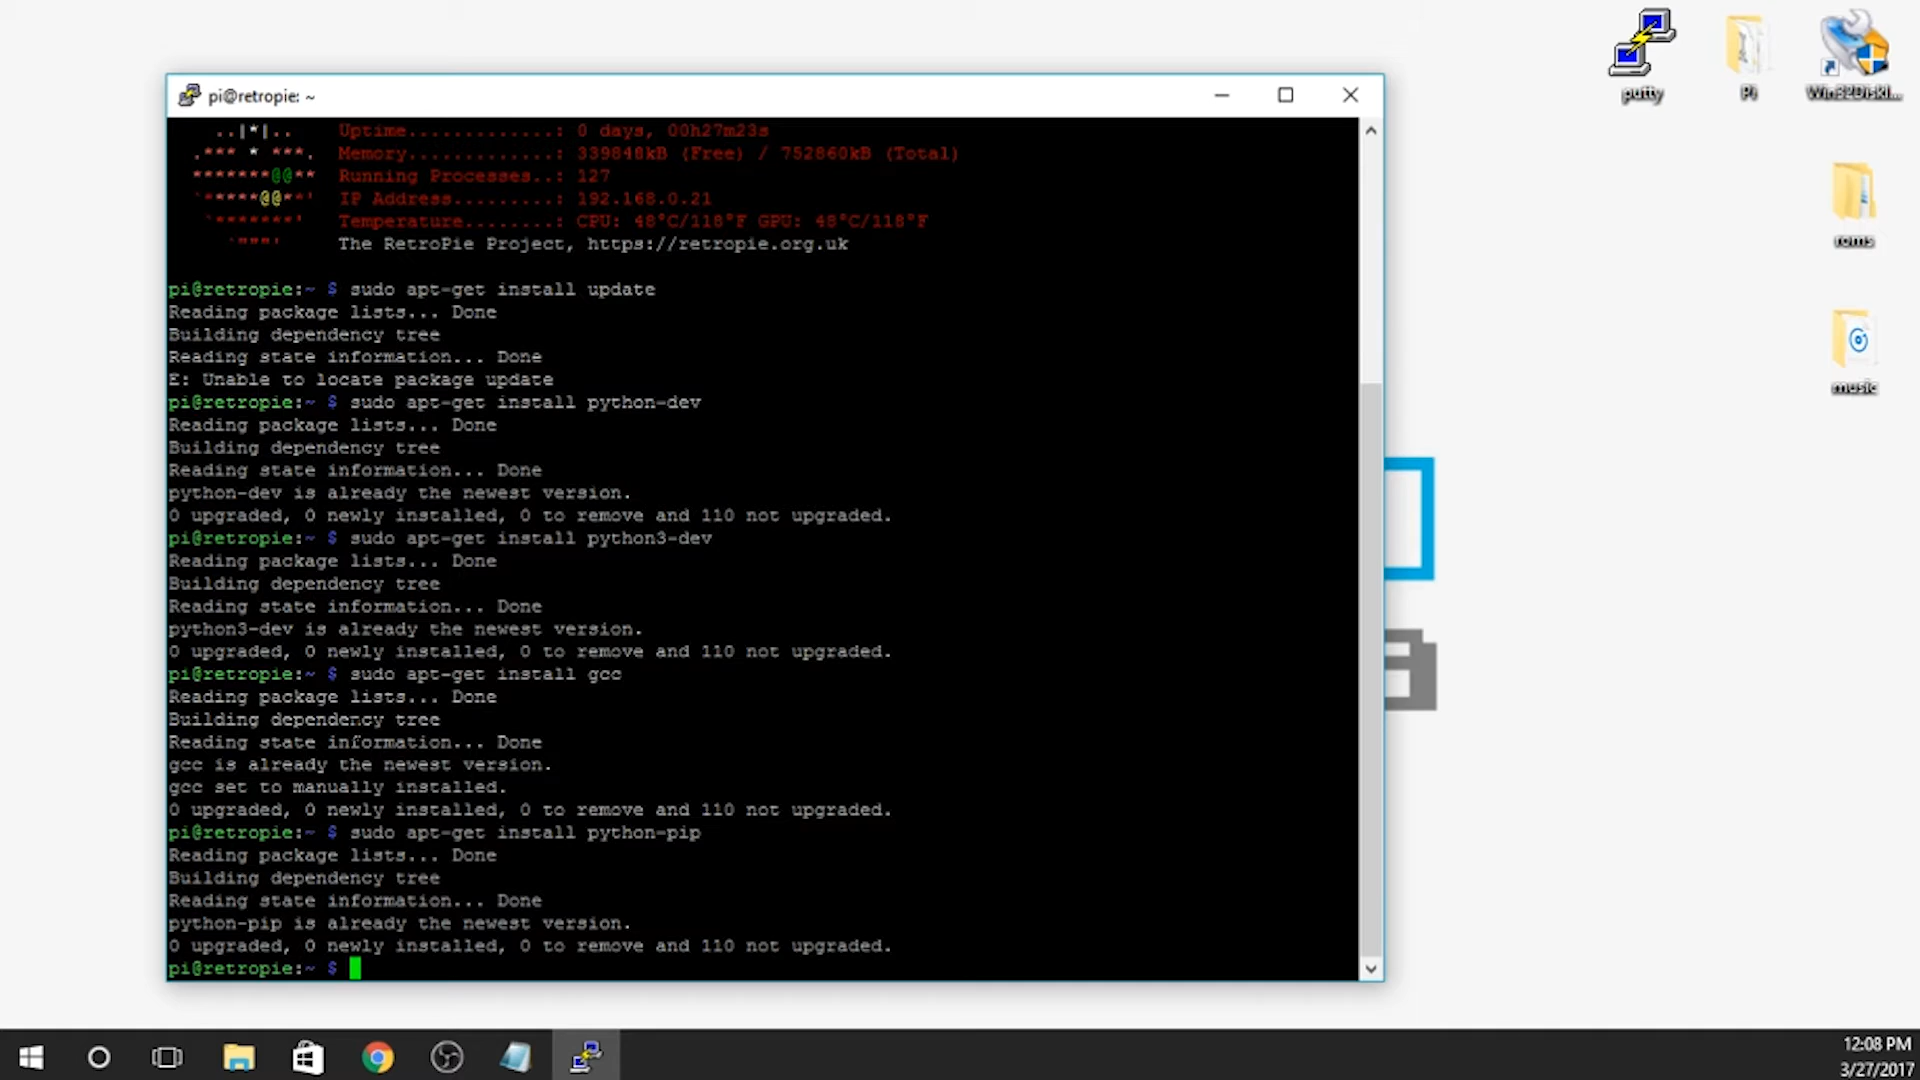 pi@retropie: ~
..|*|.. Uptime.............: 0 days, 00h27m23s
.*** * ***. Memory.............: 339848kB (Free) / 752860kB (Total)
*******@@** Running Processes..: 127
`*****@@**' IP Address.........: 192.168.0.21
`*******' Temperature........: CPU: 48°C/118°F GPU: 48°C/118°F
`"""' The RetroPie Project, https://retropie.org.uk
pi@retropie:~ $ sudo apt-get install update
Reading package lists... Done
Building dependency tree
Reading state information... Done
E: Unable to locate package update
pi@retropie:~ $ sudo apt-get install python-dev
Reading package lists... Done
Building dependency tree
Reading state information... Done
python-dev is already the newest version.
0 upgraded, 0 newly installed, 0 to remove and 110 not upgraded.
pi@retropie:~ $ sudo apt-get install python3-dev
Reading package lists... Done
Building dependency tree
Reading state information... Done
python3-dev is already the newest version.
0 upgraded, 0 newly installed, 0 to remove and 110 not upgraded.
pi@retropie:~ $ sudo apt-get install gcc
Reading package lists... Done
Building dependency tree
Reading state information... Done
gcc is already the newest version.
gcc set to manually installed.
0 upgraded, 0 newly installed, 0 to remove and 110 not upgraded.
pi@retropie:~ $ sudo apt-get install python-pip
Reading package lists... Done
Building dependency tree
Reading state information... Done
python-pip is already the newest version.
0 upgraded, 0 newly installed, 0 to remove and 110 not upgraded.
pi@retropie:~ $
putty
Pi
Win32DiskI...
roms
music
12:08 PM
3/27/2017